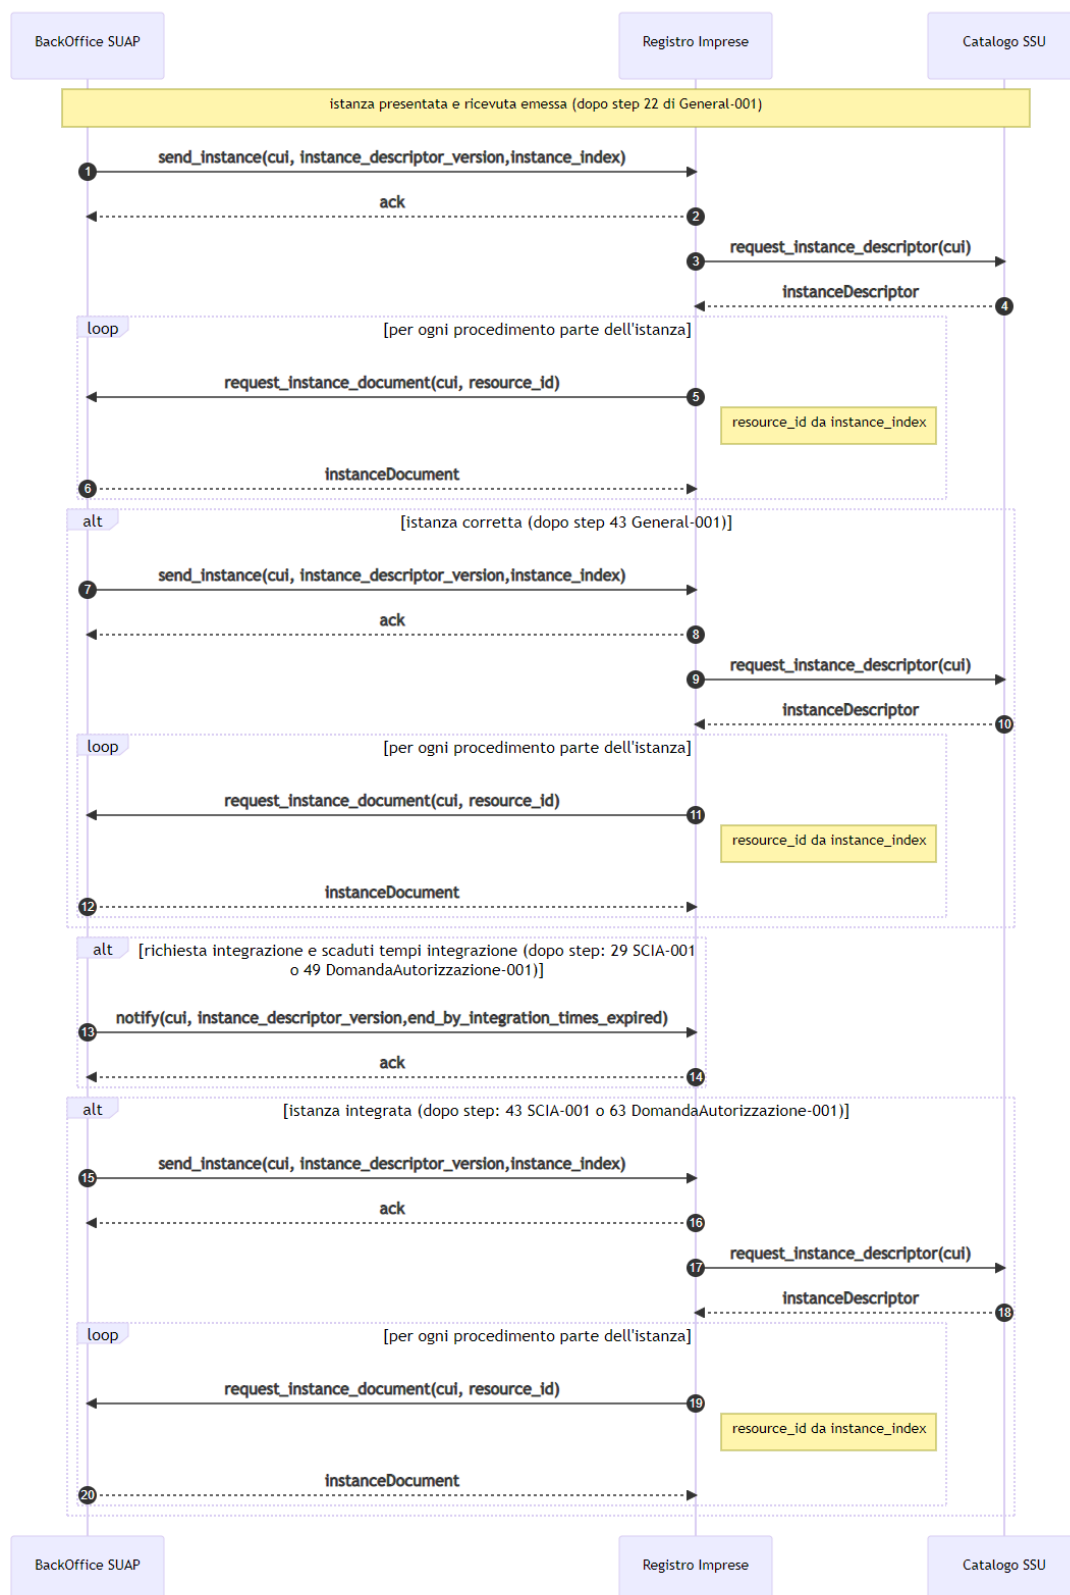 BackOffice SUAP
Registro Imprese
Catalogo SSU
istanza presentata e ricevuta emessa (dopo step 22 di General-001)
send_instance(cui, instance_descriptor_version,instance_index)
1
ack
2
request_instance_descriptor(cui)
3
instanceDescriptor
4
loop
[per ogni procedimento parte dell'istanza]
request_instance_document(cui, resource_id)
5
resource_id da instance_index
instanceDocument
6
alt
[istanza corretta (dopo step 43 General-001)]
send_instance(cui, instance_descriptor_version,instance_index)
7
ack
8
request_instance_descriptor(cui)
9
instanceDescriptor
10
loop
[per ogni procedimento parte dell'istanza]
request_instance_document(cui, resource_id)
11
resource_id da instance_index
instanceDocument
12
alt
[richiesta integrazione e scaduti tempi integrazione (dopo step: 29 SCIA-001
o 49 DomandaAutorizzazione-001)]
notify(cui, instance_descriptor_version,end_by_integration_times_expired)
13
ack
14
alt
[istanza integrata (dopo step: 43 SCIA-001 o 63 DomandaAutorizzazione-001)]
send_instance(cui, instance_descriptor_version,instance_index)
15
ack
16
request_instance_descriptor(cui)
17
instanceDescriptor
18
loop
[per ogni procedimento parte dell'istanza]
request_instance_document(cui, resource_id)
19
resource_id da instance_index
instanceDocument
20
BackOffice SUAP
Registro Imprese
Catalogo SSU